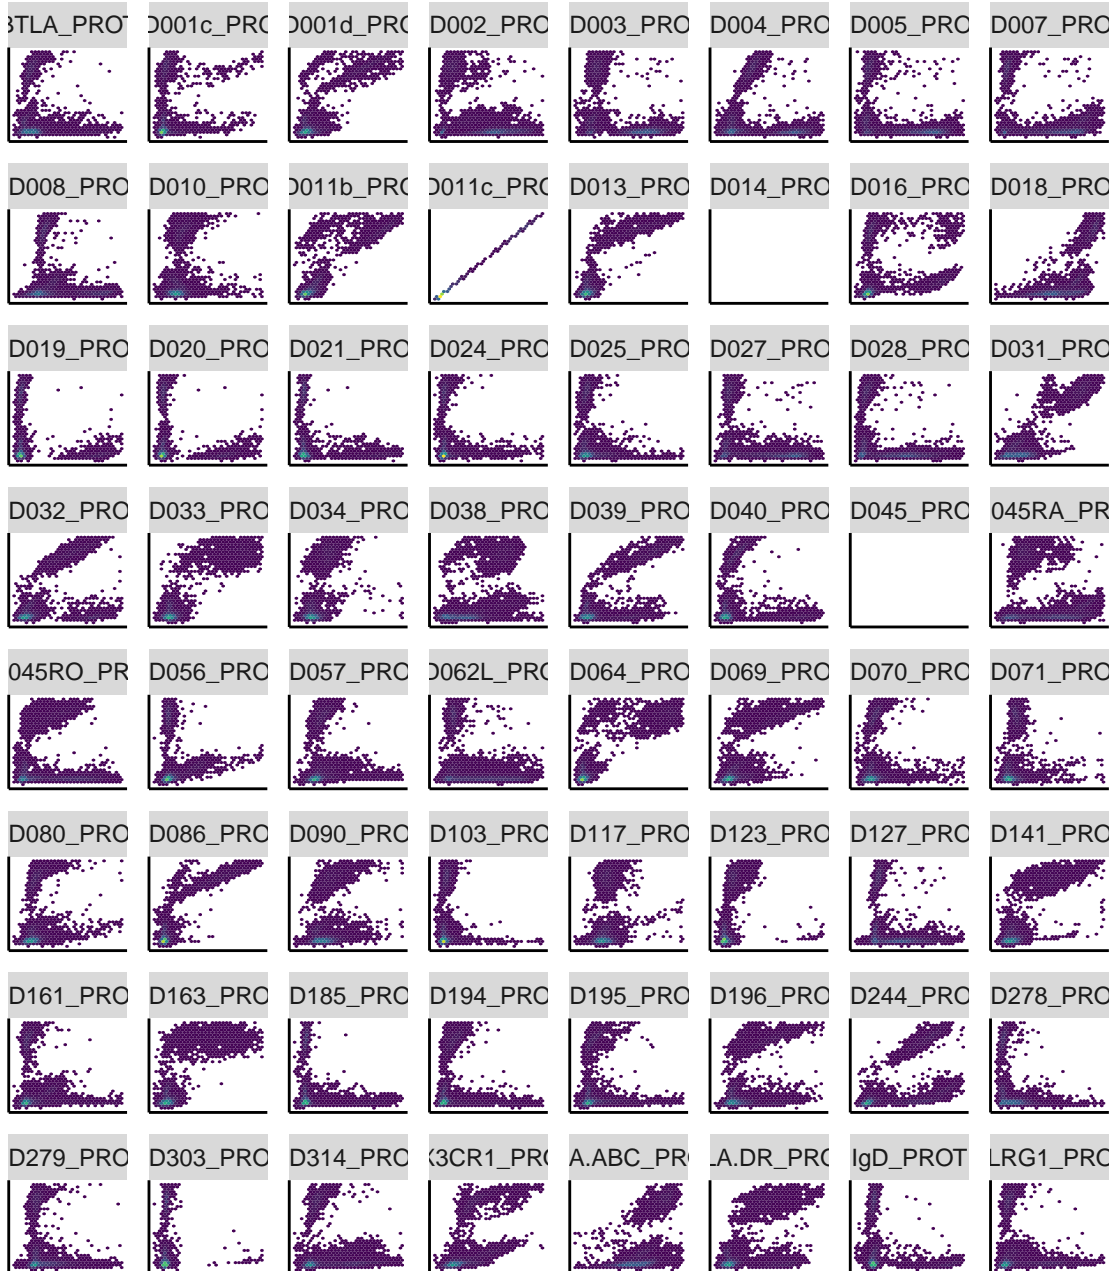 BTLA_PROT D001c_PRO D001d_PRO D002_PRO D003_PRO D004_PRO D005_PRO D007_PRO
D008_PRO D010_PRO D011b_PRO D011c_PRO D013_PRO D014_PRO D016_PRO D018_PRO
D019_PRO D020_PRO D021_PRO D024_PRO D025_PRO D027_PRO D028_PRO D031_PRO
D032_PRO D033_PRO D034_PRO D038_PRO D039_PRO D040_PRO D045_PRO 045RA_PR
045RO_PR D056_PRO D057_PRO D062L_PRO D064_PRO D069_PRO D070_PRO D071_PRO
D080_PRO D086_PRO D090_PRO D103_PRO D117_PRO D123_PRO D127_PRO D141_PRO
D161_PRO D163_PRO D185_PRO D194_PRO D195_PRO D196_PRO D244_PRO D278_PRO
D279_PRO D303_PRO D314_PRO X3CR1_PRO A.ABC_PR LA.DR_PRO IgD_PROT LRG1_PRO